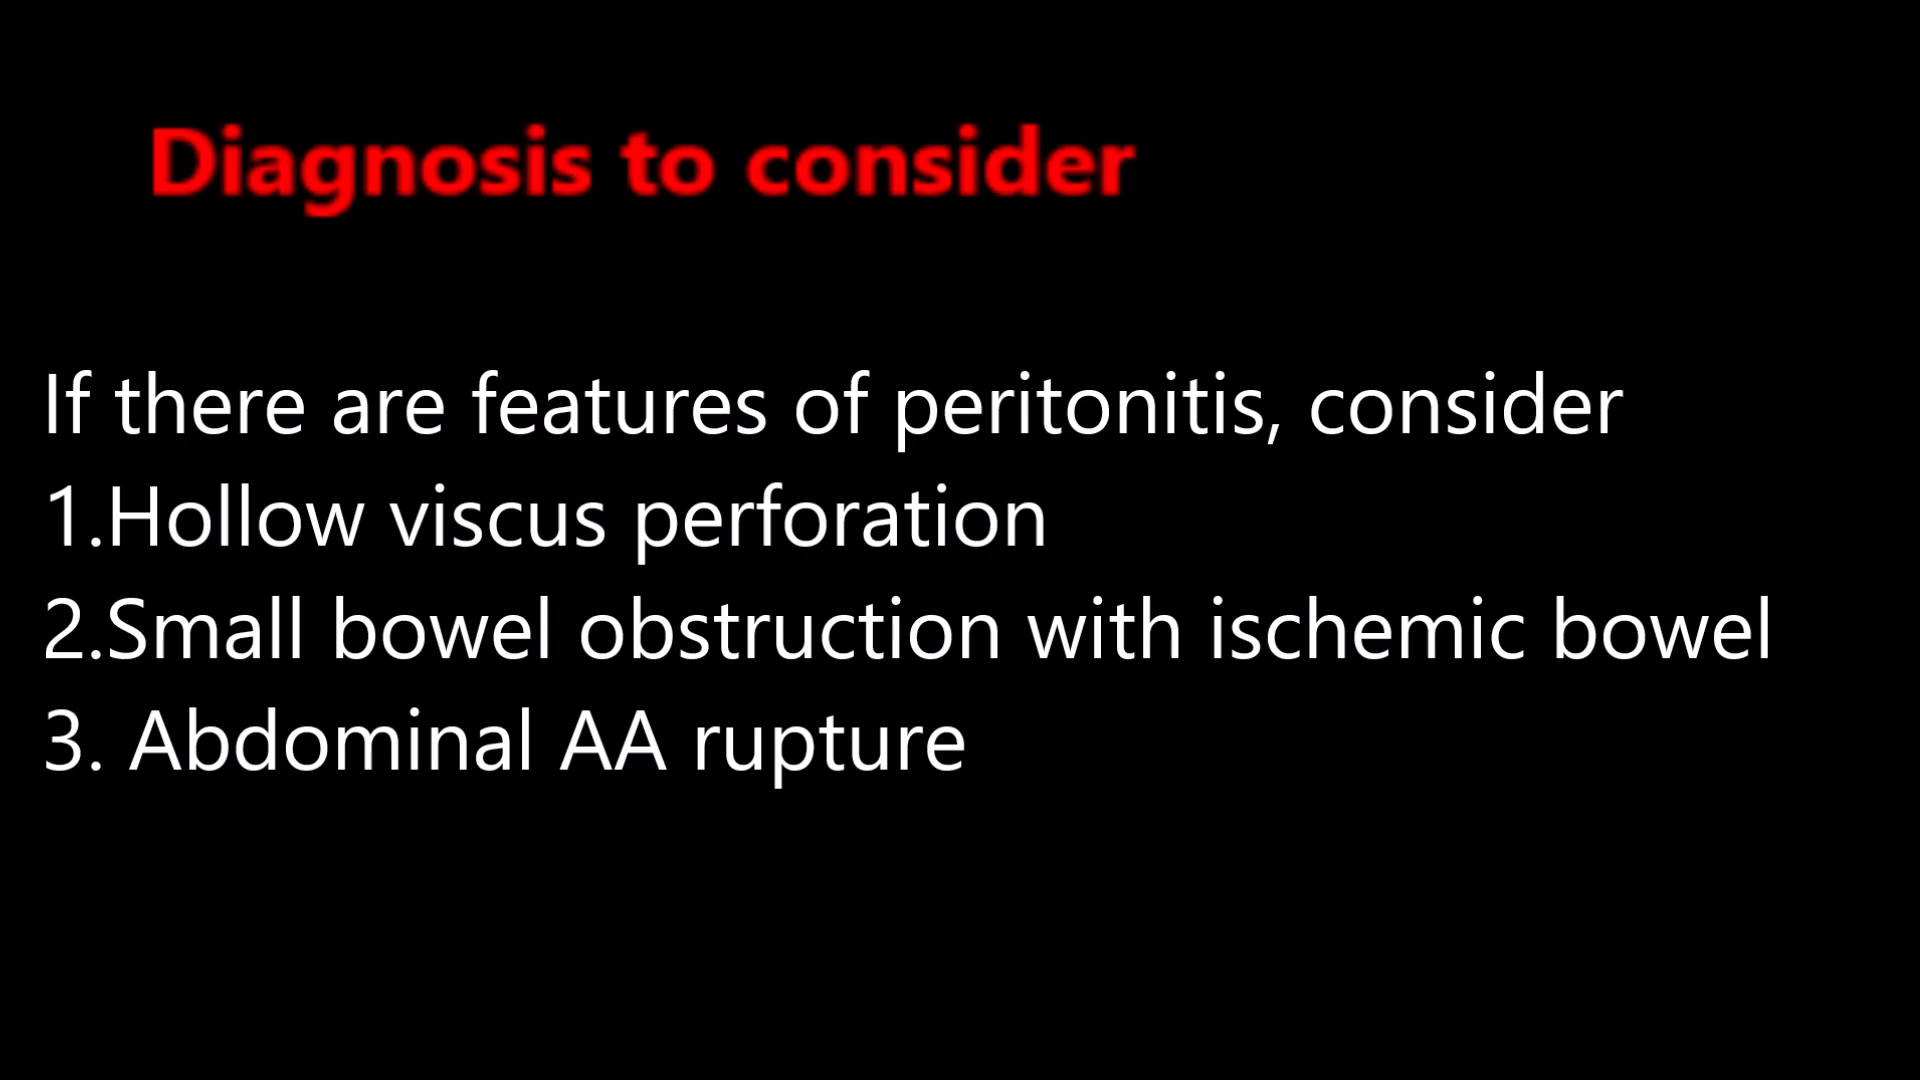 Diagnosis to consider
If there are features of peritonitis, consider
1.Hollow viscus perforation
2.Small bowel obstruction with ischemic bowel
3. Abdominal AA rupture